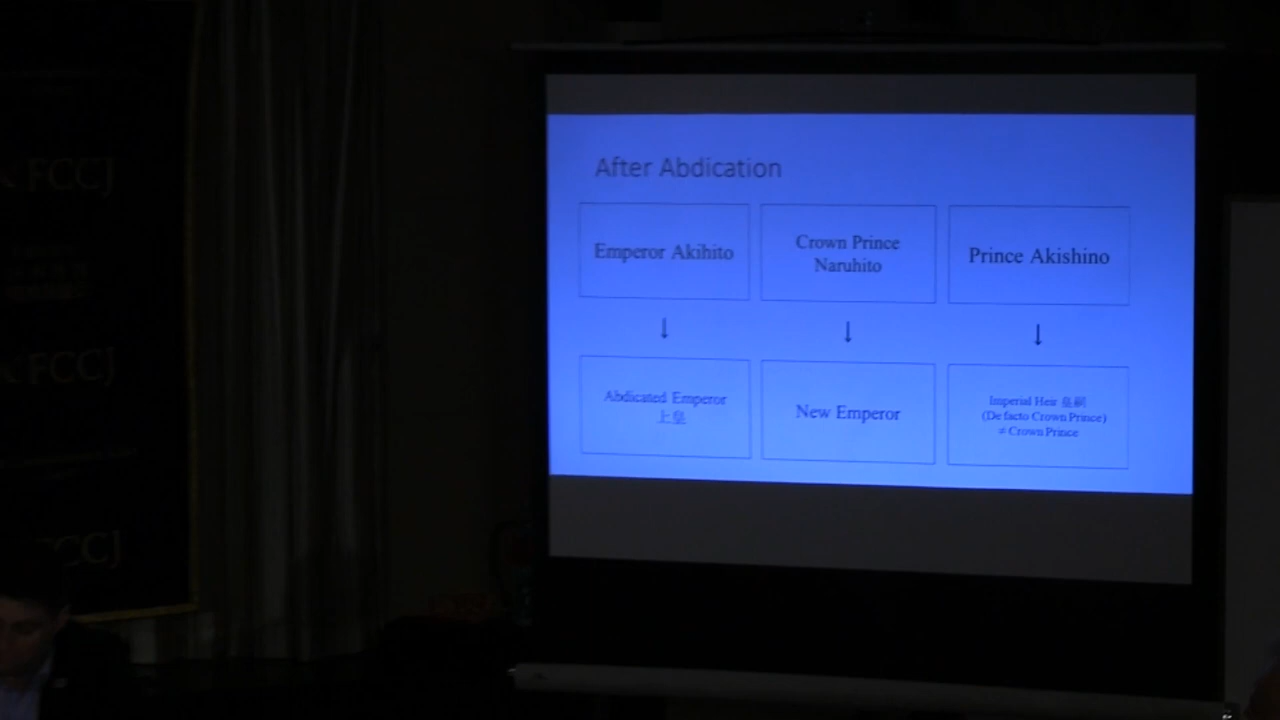 FCCJ
FCCJ
CCJ
After Abdication
Emperor Akihito
Crown Prince
Naruhito
Prince Akishino
↓
↓
↓
Abdicated Emperor
上皇
New Emperor
Imperial Heir 皇嗣
(De facto Crown Prince)
≠ Crown Prince